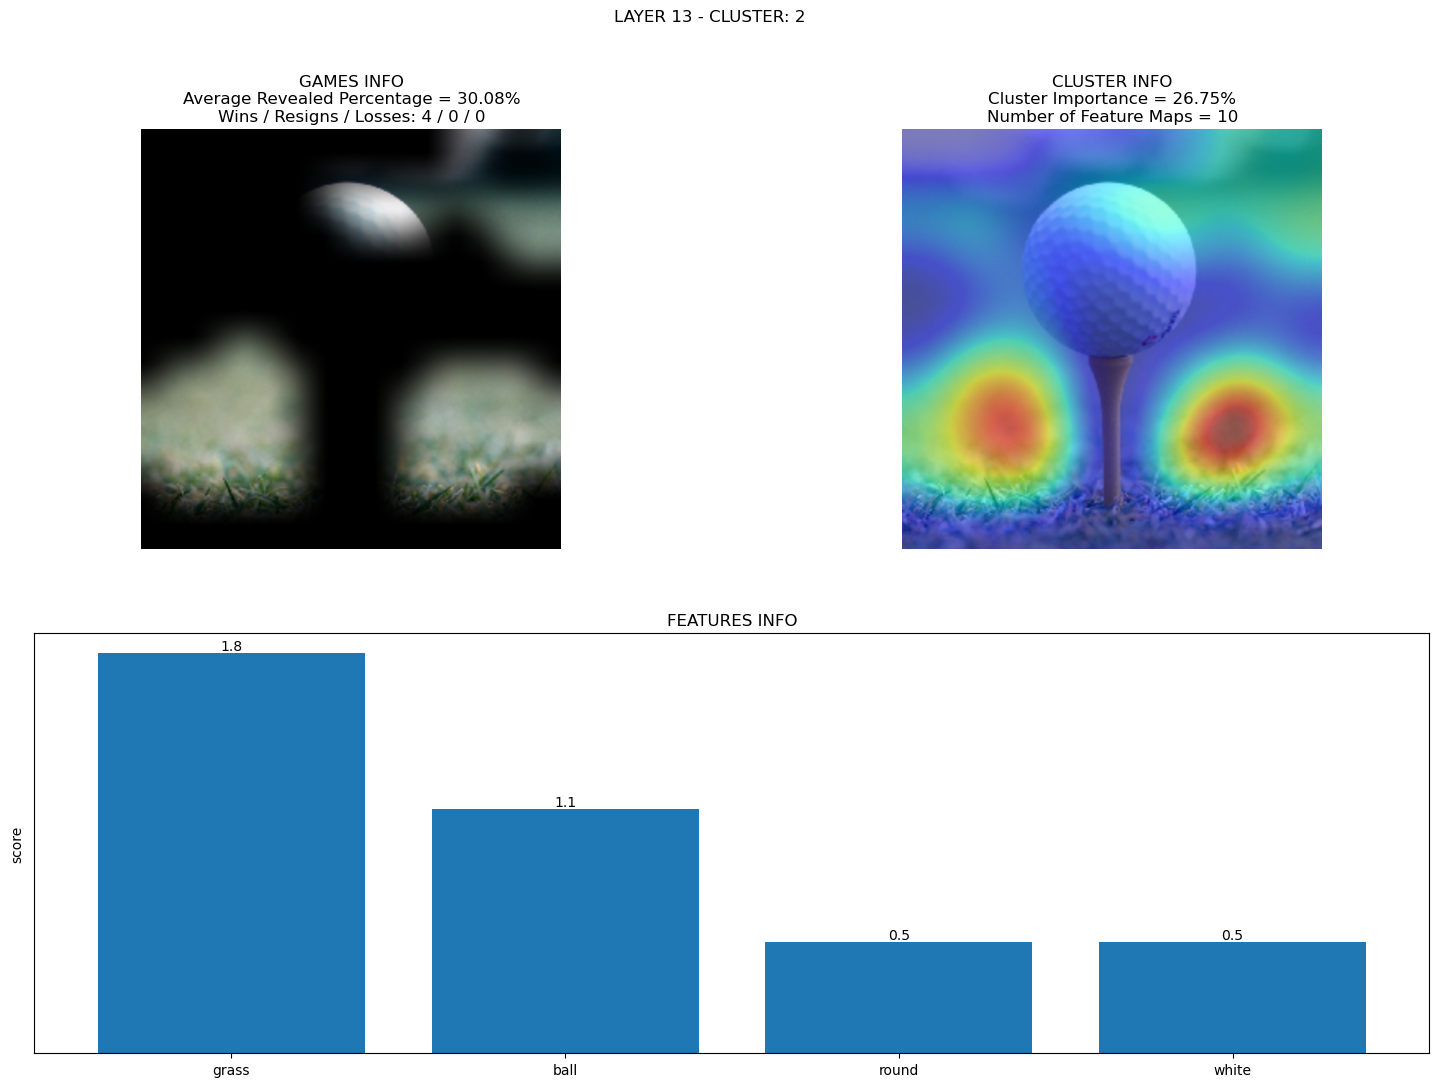 LAYER 13 - CLUSTER: 2
GAMES INFO
Average Revealed Percentage = 30.08%
Wins / Resigns / Losses: 4 / 0 / 0
CLUSTER INFO
Cluster Importance = 26.75%
Number of Feature Maps = 10
FEATURES INFO
score
1.8
1.1
0.5
0.5
grass
ball
round
white